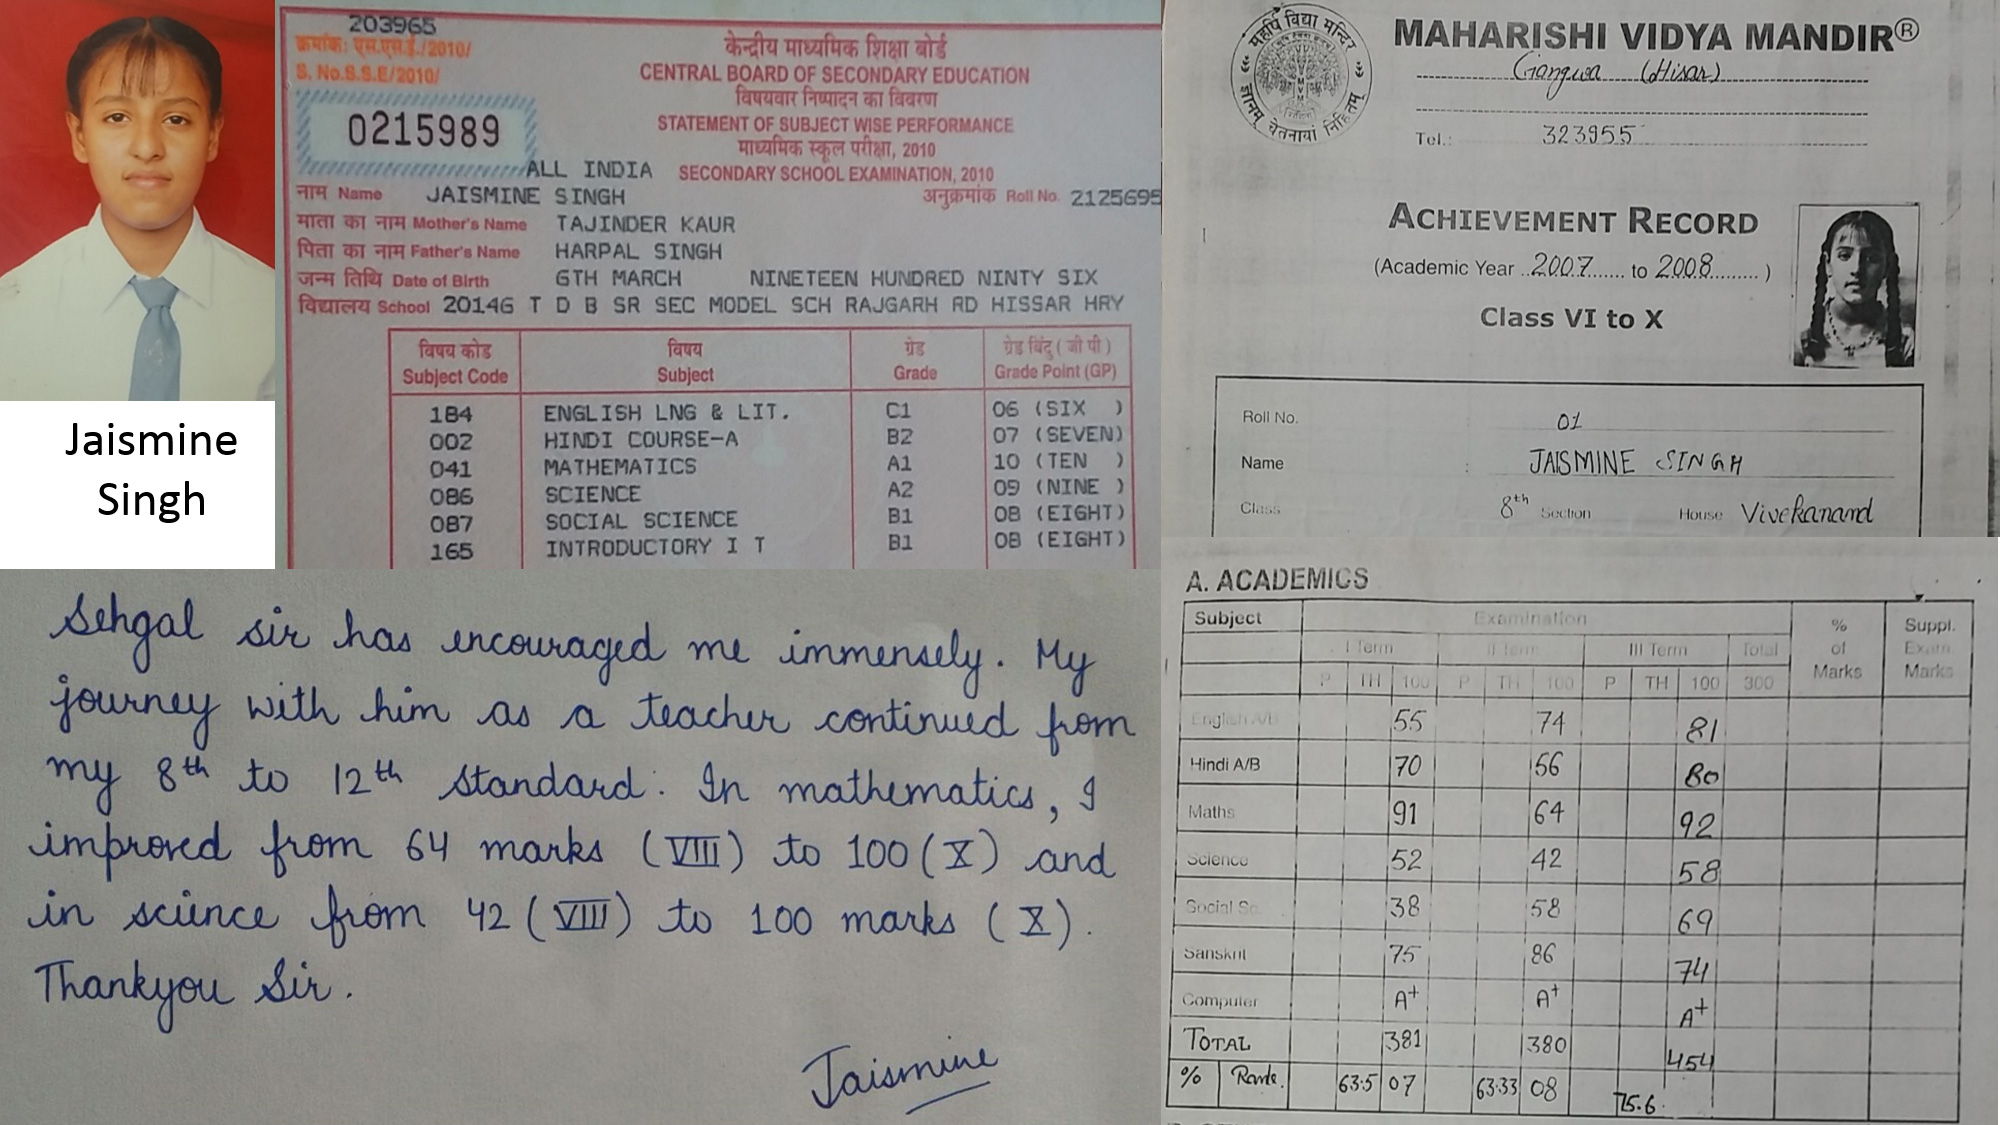 Jaismine
Singh
203965
क्रमांक: एस.एस.ई./2010/
S. No.S.S.E/2010/
0215989
केन्द्रीय माध्यमिक शिक्षा बोर्ड
CENTRAL BOARD OF SECONDARY EDUCATION
विषयवार निष्पादन का विवरण
STATEMENT OF SUBJECT WISE PERFORMANCE
माध्यमिक स्कूल परीक्षा, 2010
ALL INDIA SECONDARY SCHOOL EXAMINATION, 2010
नाम Name JAISMINE SINGH अनुक्रमांक Roll No. 2125695
माता का नाम Mother's Name TAJINDER KAUR
पिता का नाम Father's Name HARPAL SINGH
जन्म तिथि Date of Birth 6TH MARCH NINETEEN HUNDRED NINTY SIX
विद्यालय School 20146 T D B SR SEC MODEL SCH RAJGARH RD HISSAR HRY
विषय कोड विषय ग्रेड ग्रेड बिंदु ( जी पी )
Subject Code Subject Grade Grade Point (GP)
184 ENGLISH LNG & LIT. C1 06 (SIX )
002 HINDI COURSE-A B2 07 (SEVEN)
041 MATHEMATICS A1 10 (TEN )
086 SCIENCE A2 09 (NINE )
087 SOCIAL SCIENCE B1 08 (EIGHT)
165 INTRODUCTORY I T B1 08 (EIGHT)
महर्षि विद्या मन्दिर
ज्ञानम् चेतनायां निहितम्
MVMVM
MAHARISHI VIDYA MANDIR®
Gangwa (Hisar)
Tel.: 323955
ACHIEVEMENT RECORD
(Academic Year ..2007...... to 2008......... )
Class VI to X
Roll No. 01
Name : JAISMINE SINGH
Class 8th Section House Vivekanand
Sehgal sir has encouraged me immensely. My
journey with him as a teacher continued from
my 8th to 12th standard. In mathematics, I
improved from 64 marks (VIII) to 100 (X) and
in science from 42 (VIII) to 100 marks (X).
Thankyou Sir.
Jaismine
A. ACADEMICS
Subject Examination % of Marks Suppl. Exam. Marks
I Term II Term III Term Total
P TH 100 P TH 100 P TH 100 300
English A/B 55 74 81
Hindi A/B 70 56 80
Maths 91 64 92
Science 52 42 58
Social Sc. 38 58 69
Sanskrit 75 86 74
Computer A+ A+ A+
TOTAL 381 380 454
% Rank. 63.5 07 63.33 08 75.6